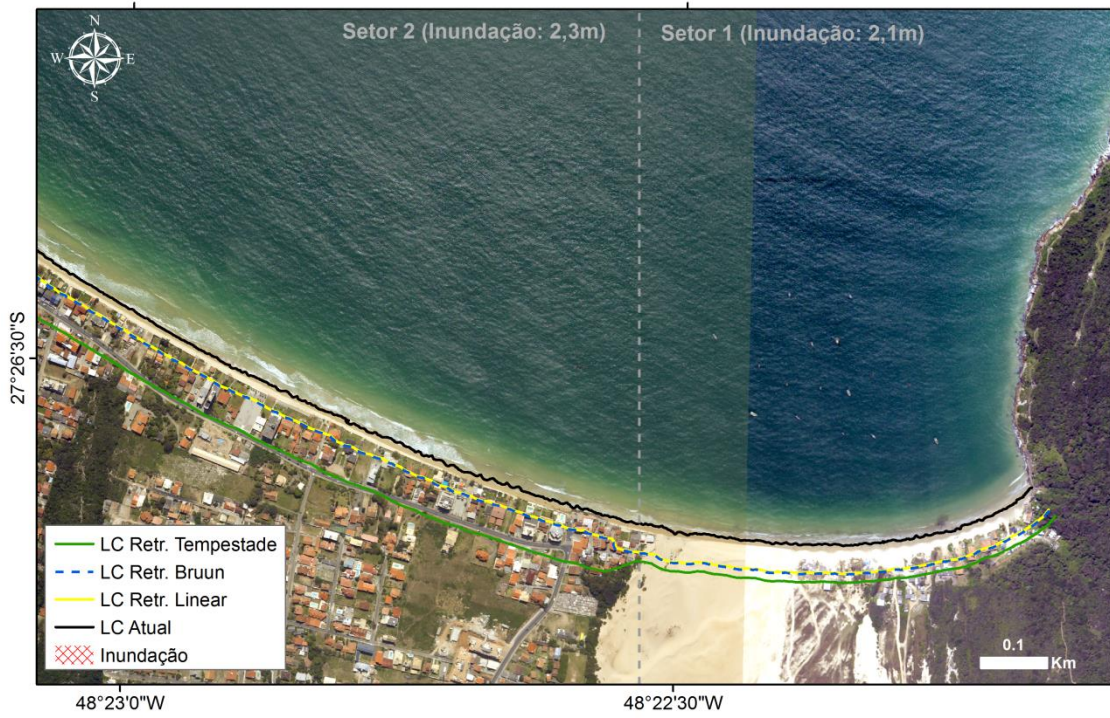 Setor 2 (Inundação: 2,3m)
Setor 1 (Inundação: 2,1m)
N
W
E
S
27°26'30"S
LC Retr. Tempestade
LC Retr. Bruun
LC Retr. Linear
LC Atual
Inundação
0.1
Km
48°23'0"W
48°22'30"W